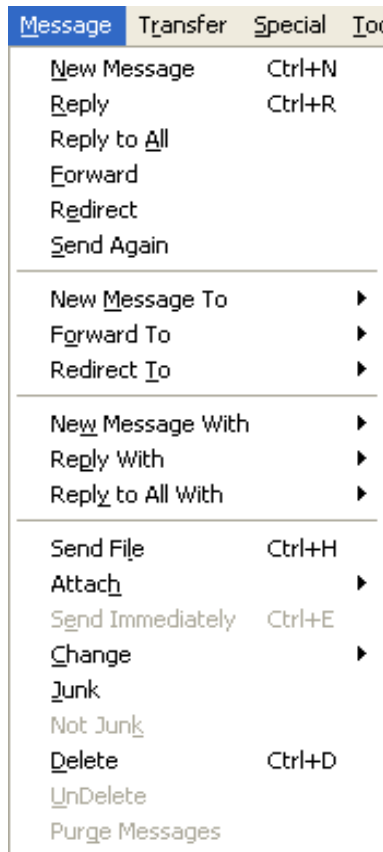 Message Transfer Special Too
New Message Ctrl+N
Reply Ctrl+R
Reply to All
Forward
Redirect
Send Again
New Message To
Forward To
Redirect To
New Message With
Reply With
Reply to All With
Send File Ctrl+H
Attach
Send Immediately Ctrl+E
Change
Junk
Not Junk
Delete Ctrl+D
UnDelete
Purge Messages